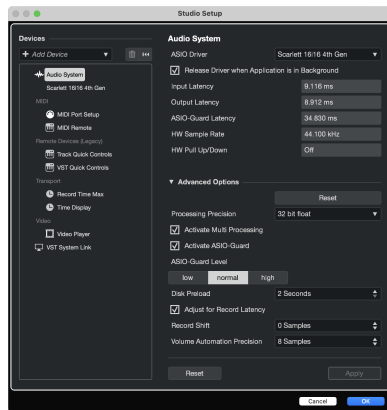 Studio Setup
Devices
+ Add Device
Audio System
Scarlett 16i16 4th Gen
MIDI
MIDI Port Setup
MIDI Remote
Remote Devices (Legacy)
Track Quick Controls
VST Quick Controls
Transport
Record Time Max
Time Display
Video
Video Player
VST System Link
Audio System
ASIO Driver Scarlett 16i16 4th Gen
Release Driver when Application is in Background
Input Latency 9.116 ms
Output Latency 8.912 ms
ASIO-Guard Latency 34.830 ms
HW Sample Rate 44.100 kHz
HW Pull Up/Down Off
Advanced Options
Reset
Processing Precision 32 bit float
Activate Multi Processing
Activate ASIO-Guard
ASIO-Guard Level
low normal high
Disk Preload 2 Seconds
Adjust for Record Latency
Record Shift 0 Samples
Volume Automation Precision 8 Samples
Reset Apply
Cancel OK